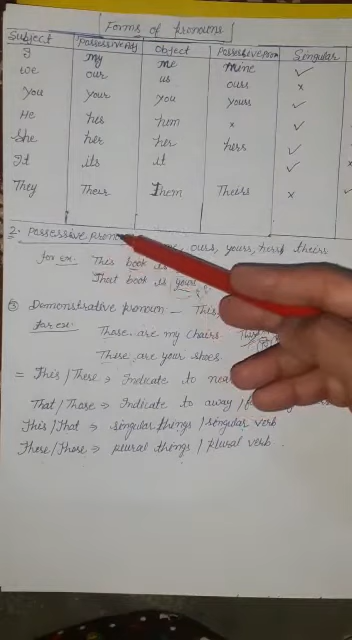 Forms of pronouns
Subject Possessive Adj Object Possessive Pron Singular
I my me mine ✓
We our us ours x
You your you yours ✓
He his him x ✓
She her her hers ✓
It its it x
They Their Them Theirs x
2. Possessive pron ours, yours, hers, theirs
for ex: This book is
That book is yours
③ Demonstrative pronoun – This
for ex: Those are my chairs.
These are your shoes.
= This / These ⇒ Indicate to near
That / Those ⇒ Indicate to away /
This / That ⇒ singular things / singular verb
These / Those ⇒ plural things / plural verb.